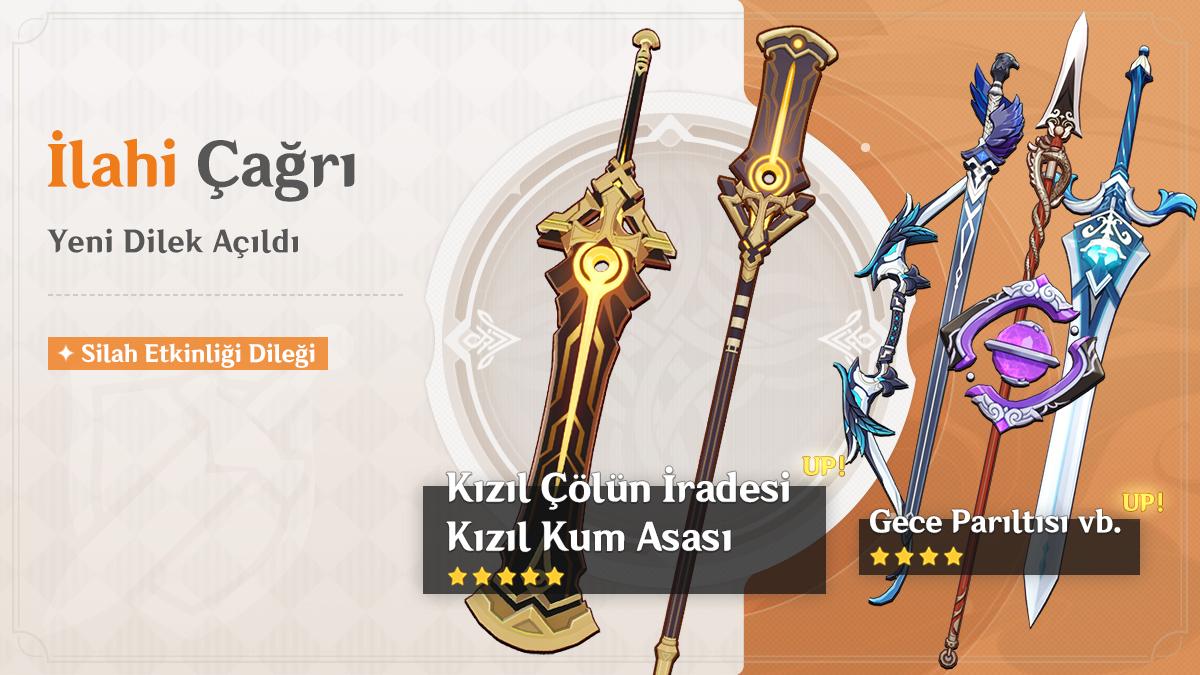 İlahi Çağrı
Yeni Dilek Açıldı
✦ Silah Etkinliği Dileği
UP!
Kızıl Çölün İradesi
Kızıl Kum Asası
★★★★★
UP!
Gece Parıltısı vb.
★★★★